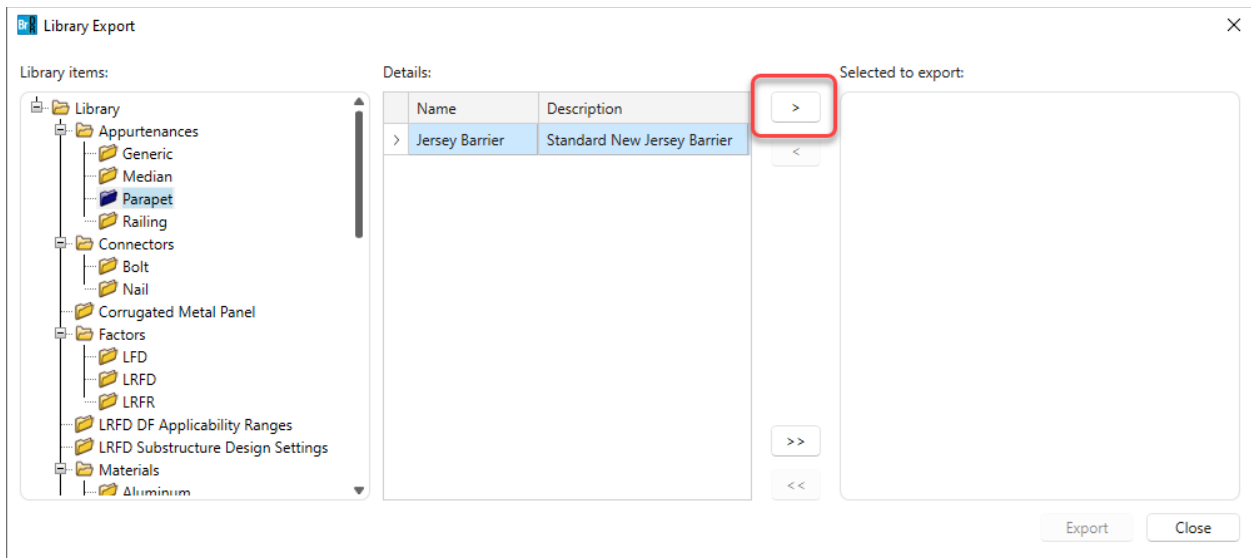 Br DR Library Export
Library items:
Library
Appurtenances
Generic
Median
Parapet
Railing
Connectors
Bolt
Nail
Corrugated Metal Panel
Factors
LFD
LRFD
LRFR
LRFD DF Applicability Ranges
LRFD Substructure Design Settings
Materials
Aluminum
Details:
Name Description
Jersey Barrier Standard New Jersey Barrier
>
<
>>
<<
Selected to export:
Export Close